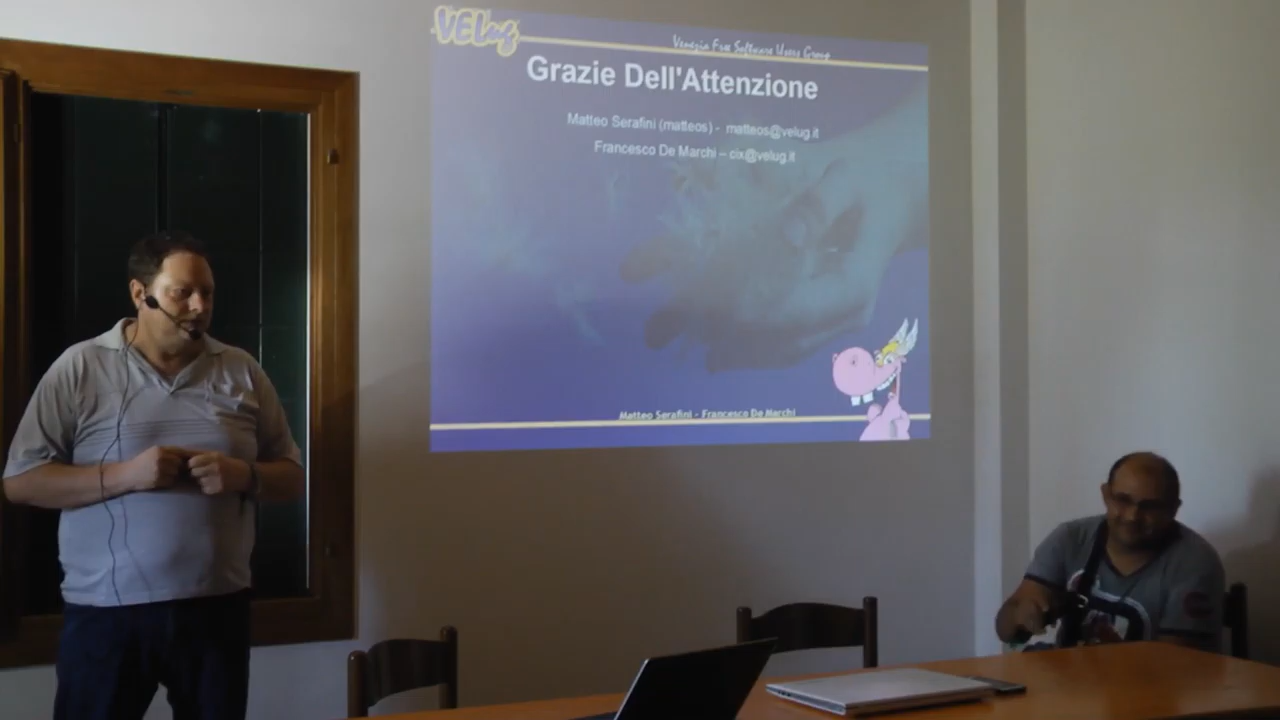 VELug
Venezia Free Software Users Group
Grazie Dell'Attenzione
Matteo Serafini (matteos) - matteos@velug.it
Francesco De Marchi – cix@velug.it
Matteo Serafini - Francesco De Marchi